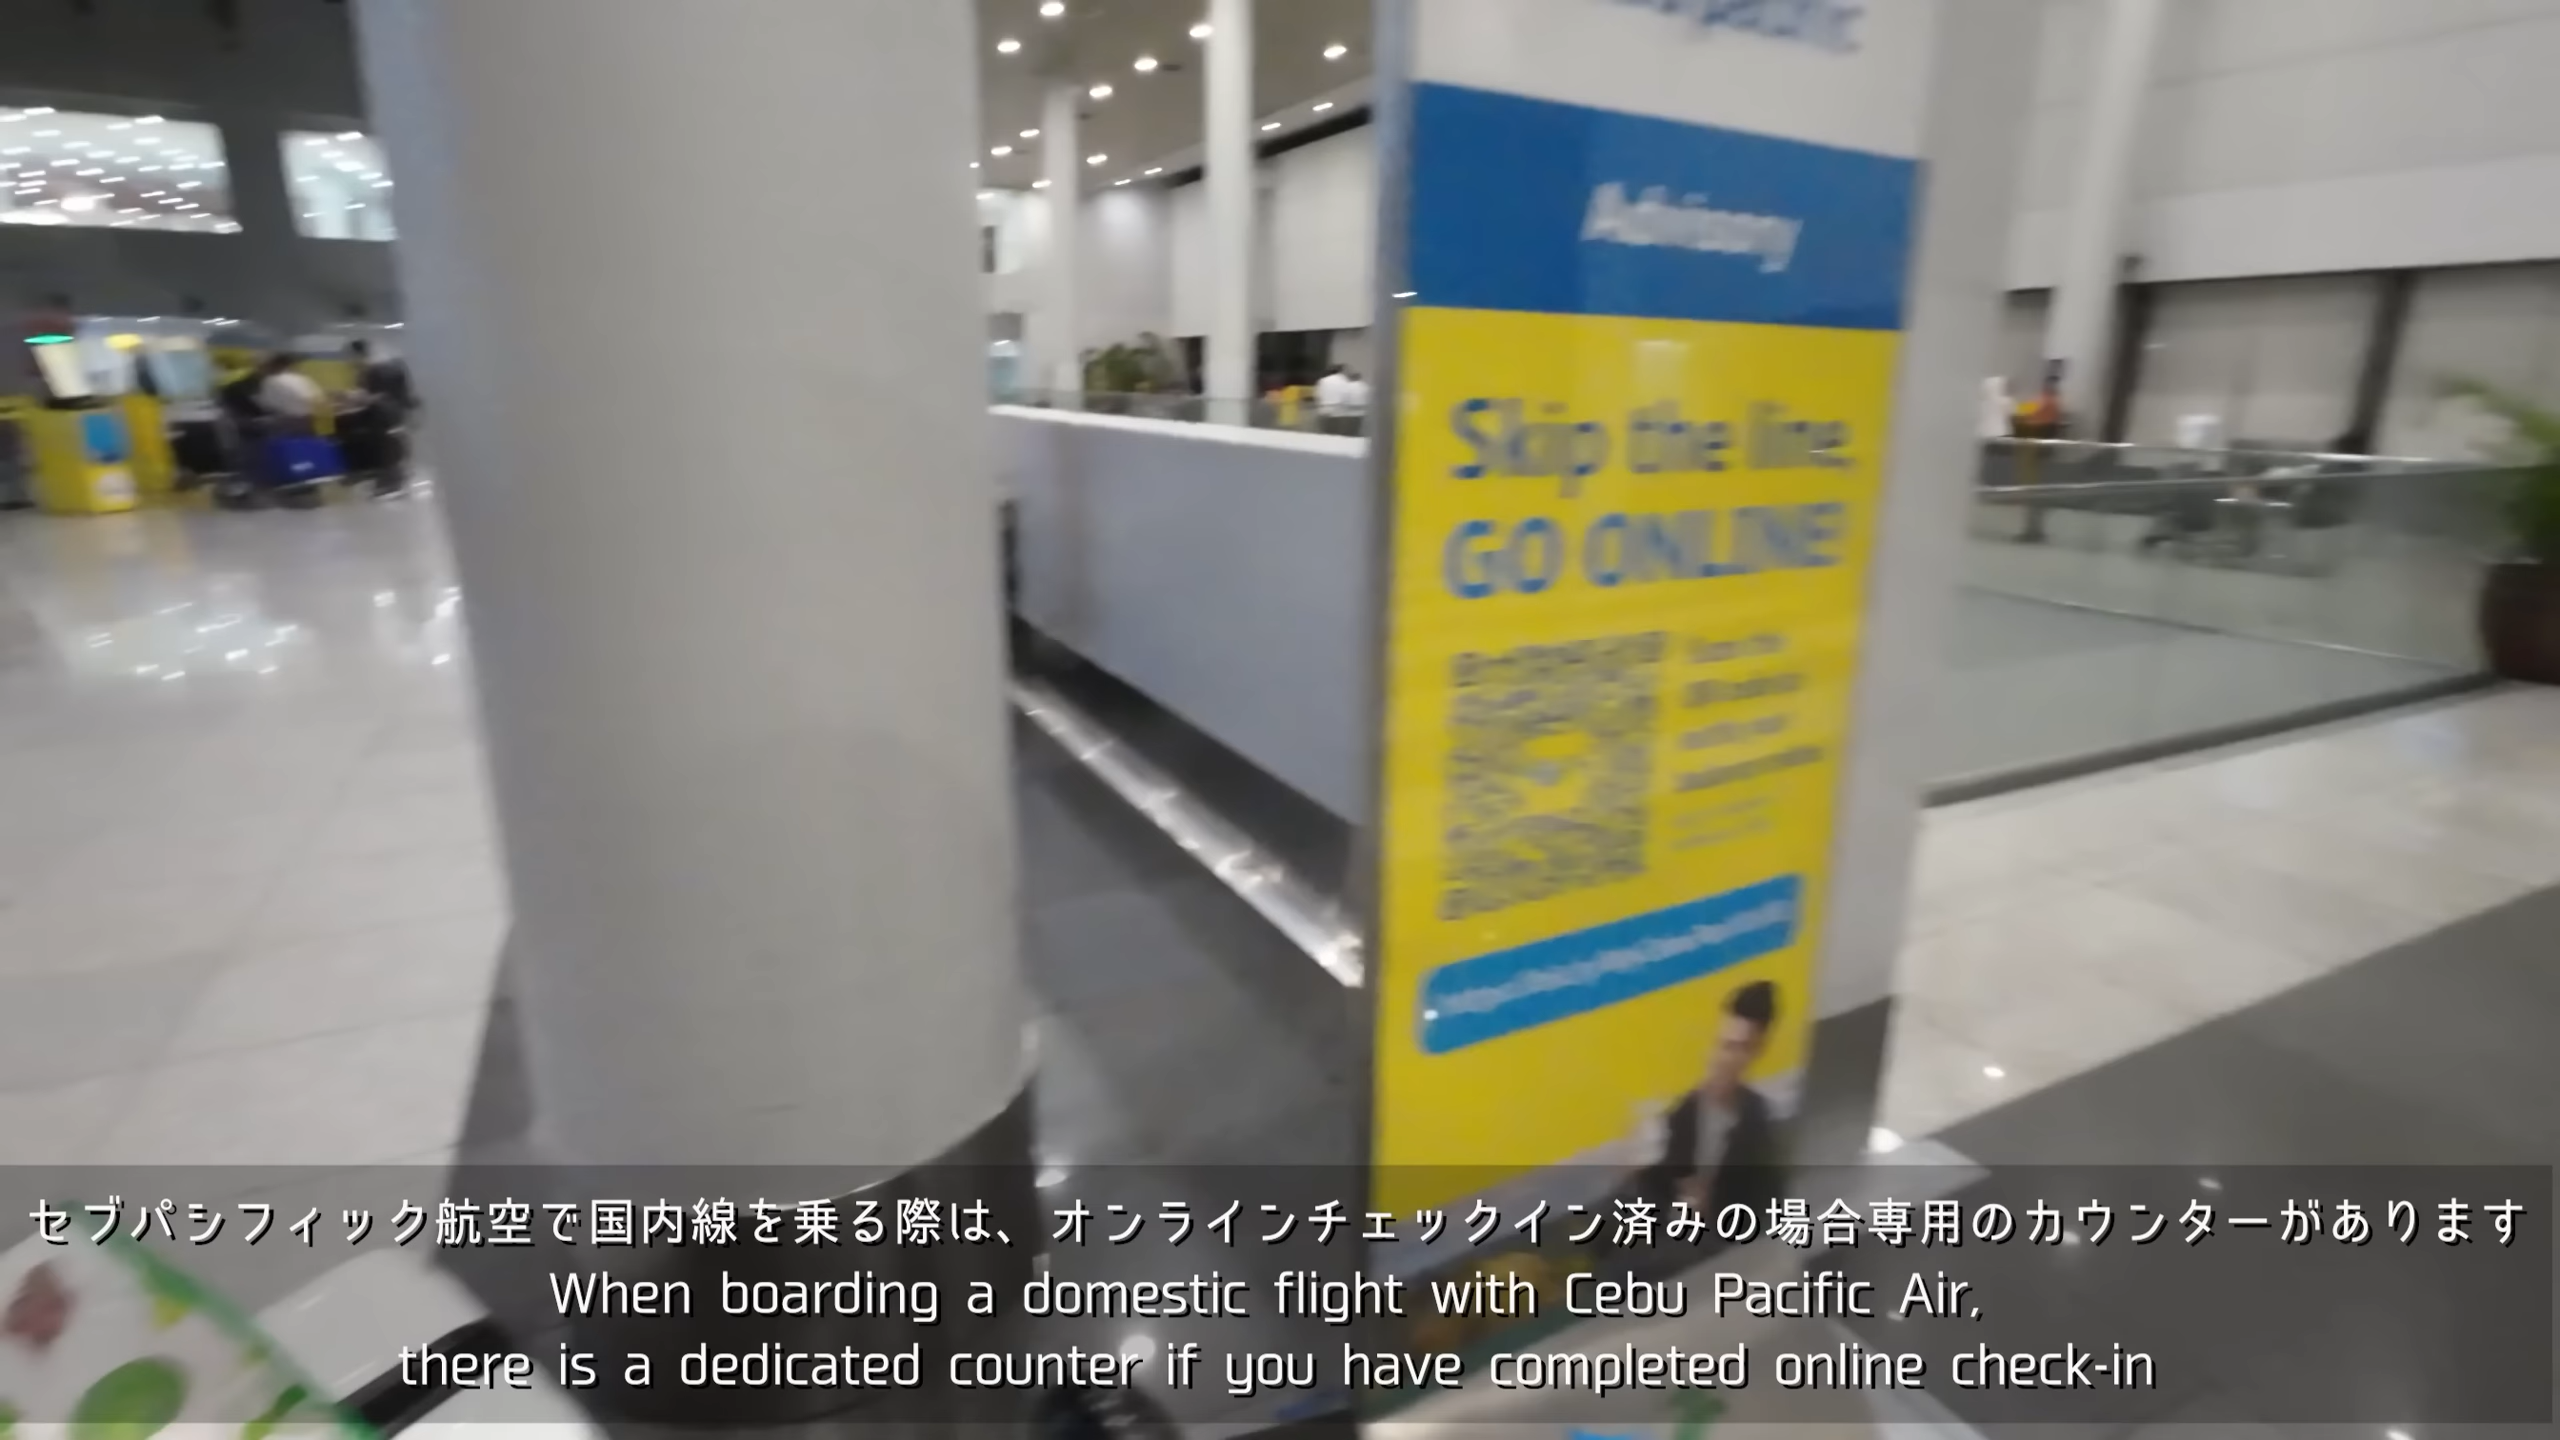 Advisory
Skip the line,
GO ONLINE!
セブパシフィック航空で国内線を乗る際は、オンラインチェックイン済みの場合専用のカウンターがあります
When boarding a domestic flight with Cebu Pacific Air,
there is a dedicated counter if you have completed online check-in